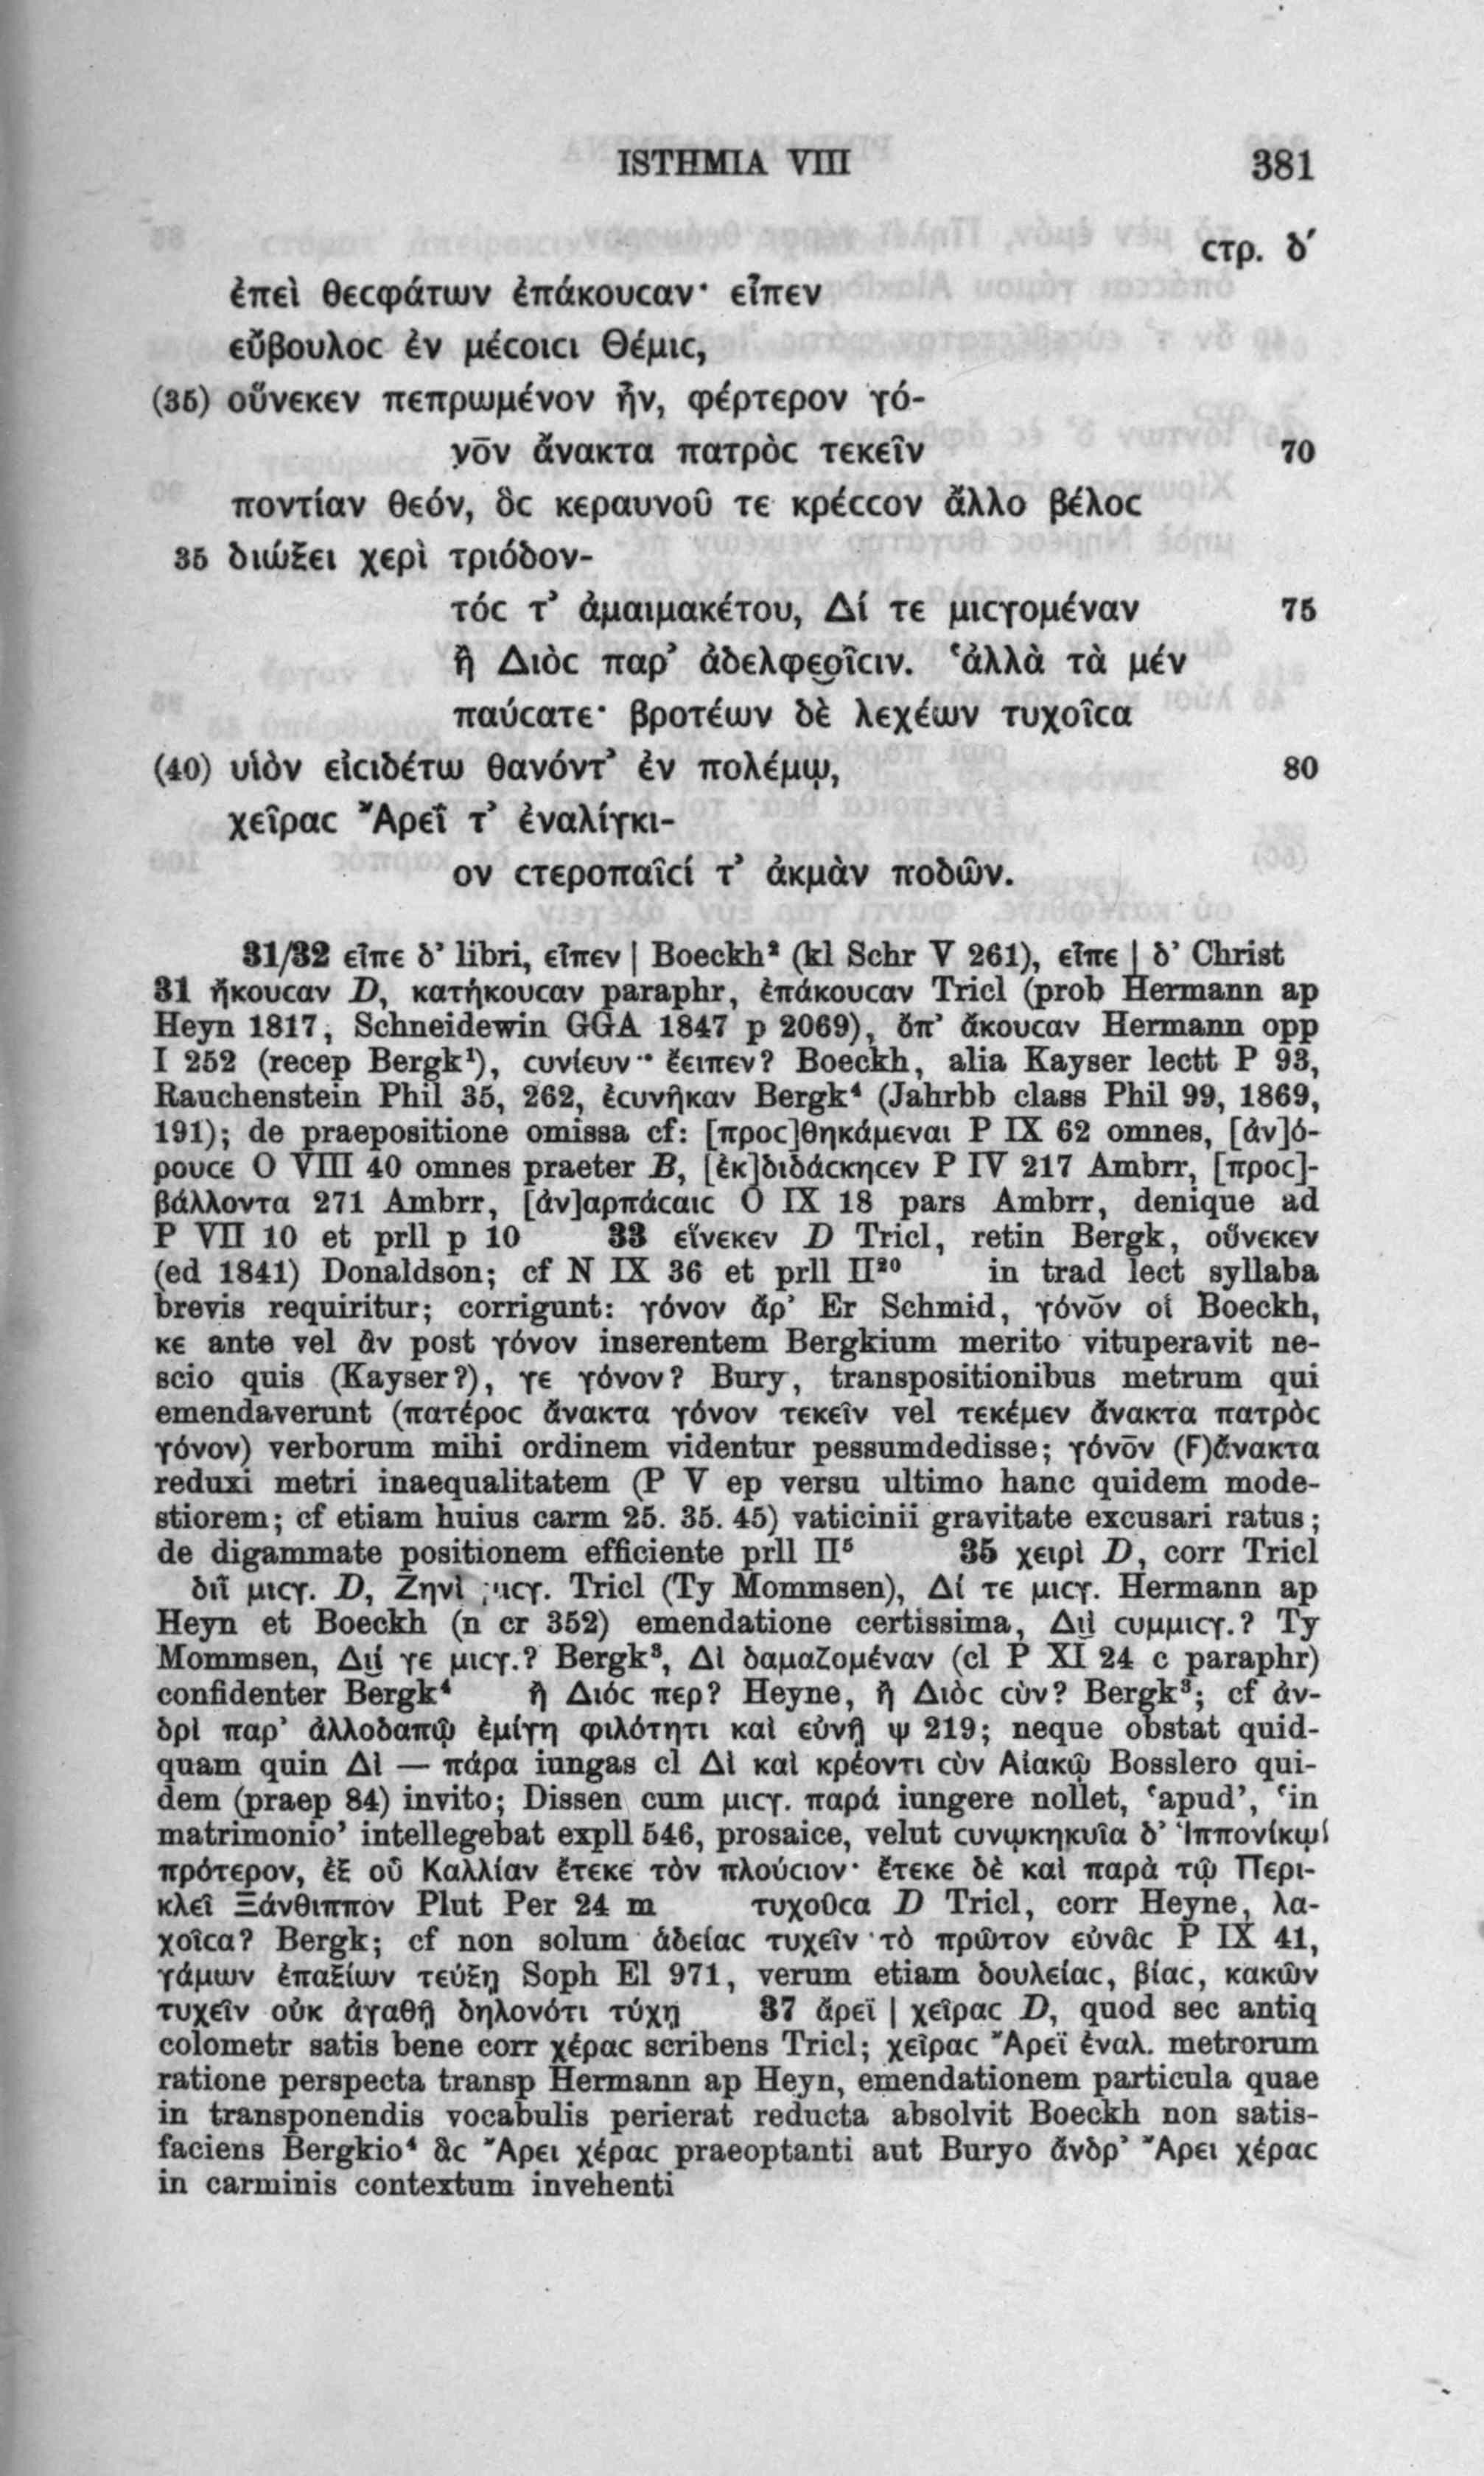 ISTHMIA VIII 381
ϲτρ. δ′
ἐπεὶ θεϲφάτων ἐπάκουϲαν· εἶπεν
εὔβουλοϲ ἐν μέϲοιϲι Θέμιϲ,
(35) οὕνεκεν πεπρωμένον ἦν, φέρτερον γό-
νο̄ν ἄνακτα πατρὸϲ τεκεῖν 70
ποντίαν θεόν, ὃϲ κεραυνοῦ τε κρέϲϲον ἄλλο βέλοϲ
35 διώξει χερὶ τριόδον-
τόϲ τ’ ἀμαιμακέτου, Δί τε μιϲγομέναν 75
ἢ Διὸϲ παρ’ ἀδελφεο͜ῖϲιν. ‘ἀλλὰ τὰ μέν
παύϲατε· βροτέων δὲ λεχέων τυχοῖϲα
(40) υἱὸν εἰϲιδέτω θανόντ’ ἐν πολέμῳ, 80
χεῖραϲ Ἄρεΐ τ’ ἐναλίγκι-
ον ϲτεροπαῖϲί τ’ ἀκμὰν ποδῶν.
31/32 εἶπε δ’ libri, εἶπεν | Boeckh² (kl Schr V 261), εἶπε | δ’ Christ
31 ἤκουϲαν D, κατήκουϲαν paraphr, ἐπάκουϲαν Tricl (prob Hermann ap
Heyn 1817, Schneidewin GGA 1847 p 2069), ὄπ’ ἄκουϲαν Hermann opp
I 252 (recep Bergk¹), ϲυνίευν·· ἔειπεν? Boeckh, alia Kayser lectt P 93,
Rauchenstein Phil 35, 262, ἐϲυνῆκαν Bergk⁴ (Jahrbb class Phil 99, 1869,
191); de praepositione omissa cf: [προϲ]θηκάμεναι P IX 62 omnes, [ἀν]ό-
ρουϲε O VIII 40 omnes praeter B, [ἐκ]διδάϲκηϲεν P IV 217 Ambrr, [προϲ]-
βάλλοντα 271 Ambrr, [ἀν]αρπάϲαιϲ O IX 18 pars Ambrr, denique ad
P VII 10 et prll p 10 33 εἵνεκεν D Tricl, retin Bergk, οὕνεκεν
(ed 1841) Donaldson; cf N IX 36 et prll II²⁰ in trad lect syllaba
brevis requiritur; corrigunt: γόνον ἄρ’ Er Schmid, γόνο̆ν οἱ Boeckh,
κε ante vel ἂν post γόνον inserentem Bergkium merito vituperavit ne-
scio quis (Kayser?), γε γόνον? Bury, transpositionibus metrum qui
emendaverunt (πατέροϲ ἄνακτα γόνον τεκεῖν vel τεκέμεν ἄνακτα πατρὸϲ
γόνον) verborum mihi ordinem videntur pessumdedisse; γόνο̄ν (F)άνακτα
reduxi metri inaequalitatem (P V ep versu ultimo hanc quidem mode-
stiorem; cf etiam huius carm 25. 35. 45) vaticinii gravitate excusari ratus;
de digammate positionem efficiente prll II⁵ 35 χειρὶ D, corr Tricl
διῒ μιϲγ. D, Ζηνὶ μιϲγ. Tricl (Ty Mommsen), Δί τε μιϲγ. Hermann ap
Heyn et Boeckh (n cr 352) emendatione certissima, Διὶ ϲυμμιϲγ.? Ty
Mommsen, Διί γε μιϲγ.? Bergk³, Δὶ δαμαζομέναν (cl P XI 24 c paraphr)
confidenter Bergk⁴ ἢ Διόϲ περ? Heyne, ἢ Διὸϲ ϲὺν? Bergk³; cf ἀν-
δρὶ παρ’ ἀλλοδαπῷ ἐμίγη φιλότητι καὶ εὐνῇ ψ 219; neque obstat quid-
quam quin Δὶ — πάρα iungas cl Δὶ καὶ κρέοντι ϲὺν Αἰακῷ Bosslero qui-
dem (praep 84) invito; Dissen cum μιϲγ. παρά iungere nollet, ‘apud’, ‘in
matrimonio’ intellegebat expll 546, prosaice, velut ϲυνῳκηκυῖα δ’ Ἱππονίκῳ
πρότερον, ἐξ οὗ Καλλίαν ἔτεκε τὸν πλούϲιον· ἔτεκε δὲ καὶ παρὰ τῷ Περι-
κλεῖ Ξάνθιππον Plut Per 24 m τυχοῦϲα D Tricl, corr Heyne, λα-
χοῖϲα? Bergk; cf non solum ἁδείαϲ τυχεῖν τὸ πρῶτον εὐνᾶϲ P IX 41,
γάμων ἐπαξίων τεύξῃ Soph El 971, verum etiam δουλείαϲ, βίαϲ, κακῶν
τυχεῖν οὐκ ἀγαθῇ δηλονότι τύχῃ 37 ἄρεϊ | χεῖραϲ D, quod sec antiq
colometr satis bene corr χέραϲ scribens Tricl; χεῖραϲ Ἄρεϊ ἐναλ. metrorum
ratione perspecta transp Hermann ap Heyn, emendationem particula quae
in transponendis vocabulis perierat reducta absolvit Boeckh non satis-
faciens Bergkio⁴ ἃϲ Ἄρει χέραϲ praeoptanti aut Buryo ἄνδρ’ Ἄρει χέραϲ
in carminis contextum invehenti